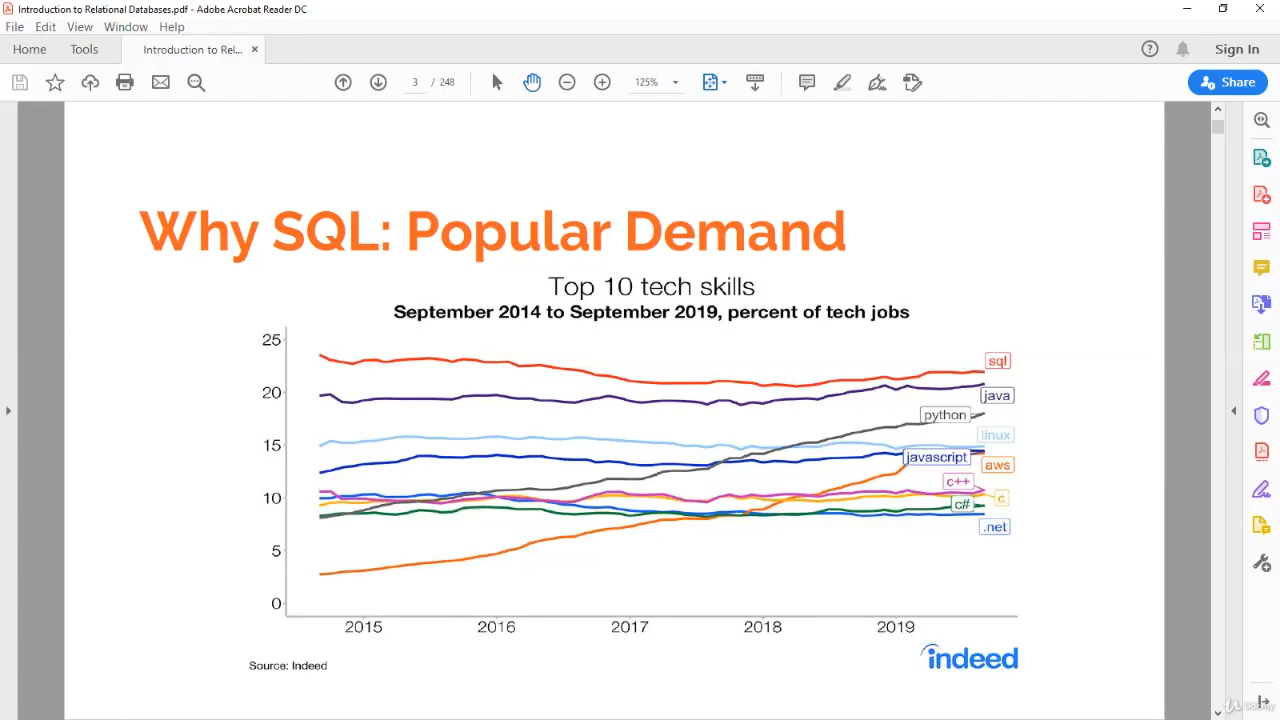 Introduction to Relational Databases.pdf - Adobe Acrobat Reader DC
File Edit View Window Help
Home Tools Introduction to Rel... × Sign In
3 / 248 125% Share
Why SQL: Popular Demand
Top 10 tech skills
September 2014 to September 2019, percent of tech jobs
25
20
15
10
5
0
sql
java
python
linux
javascript
aws
c++
c
c#
.net
2015 2016 2017 2018 2019
Source: Indeed
indeed
Udemy